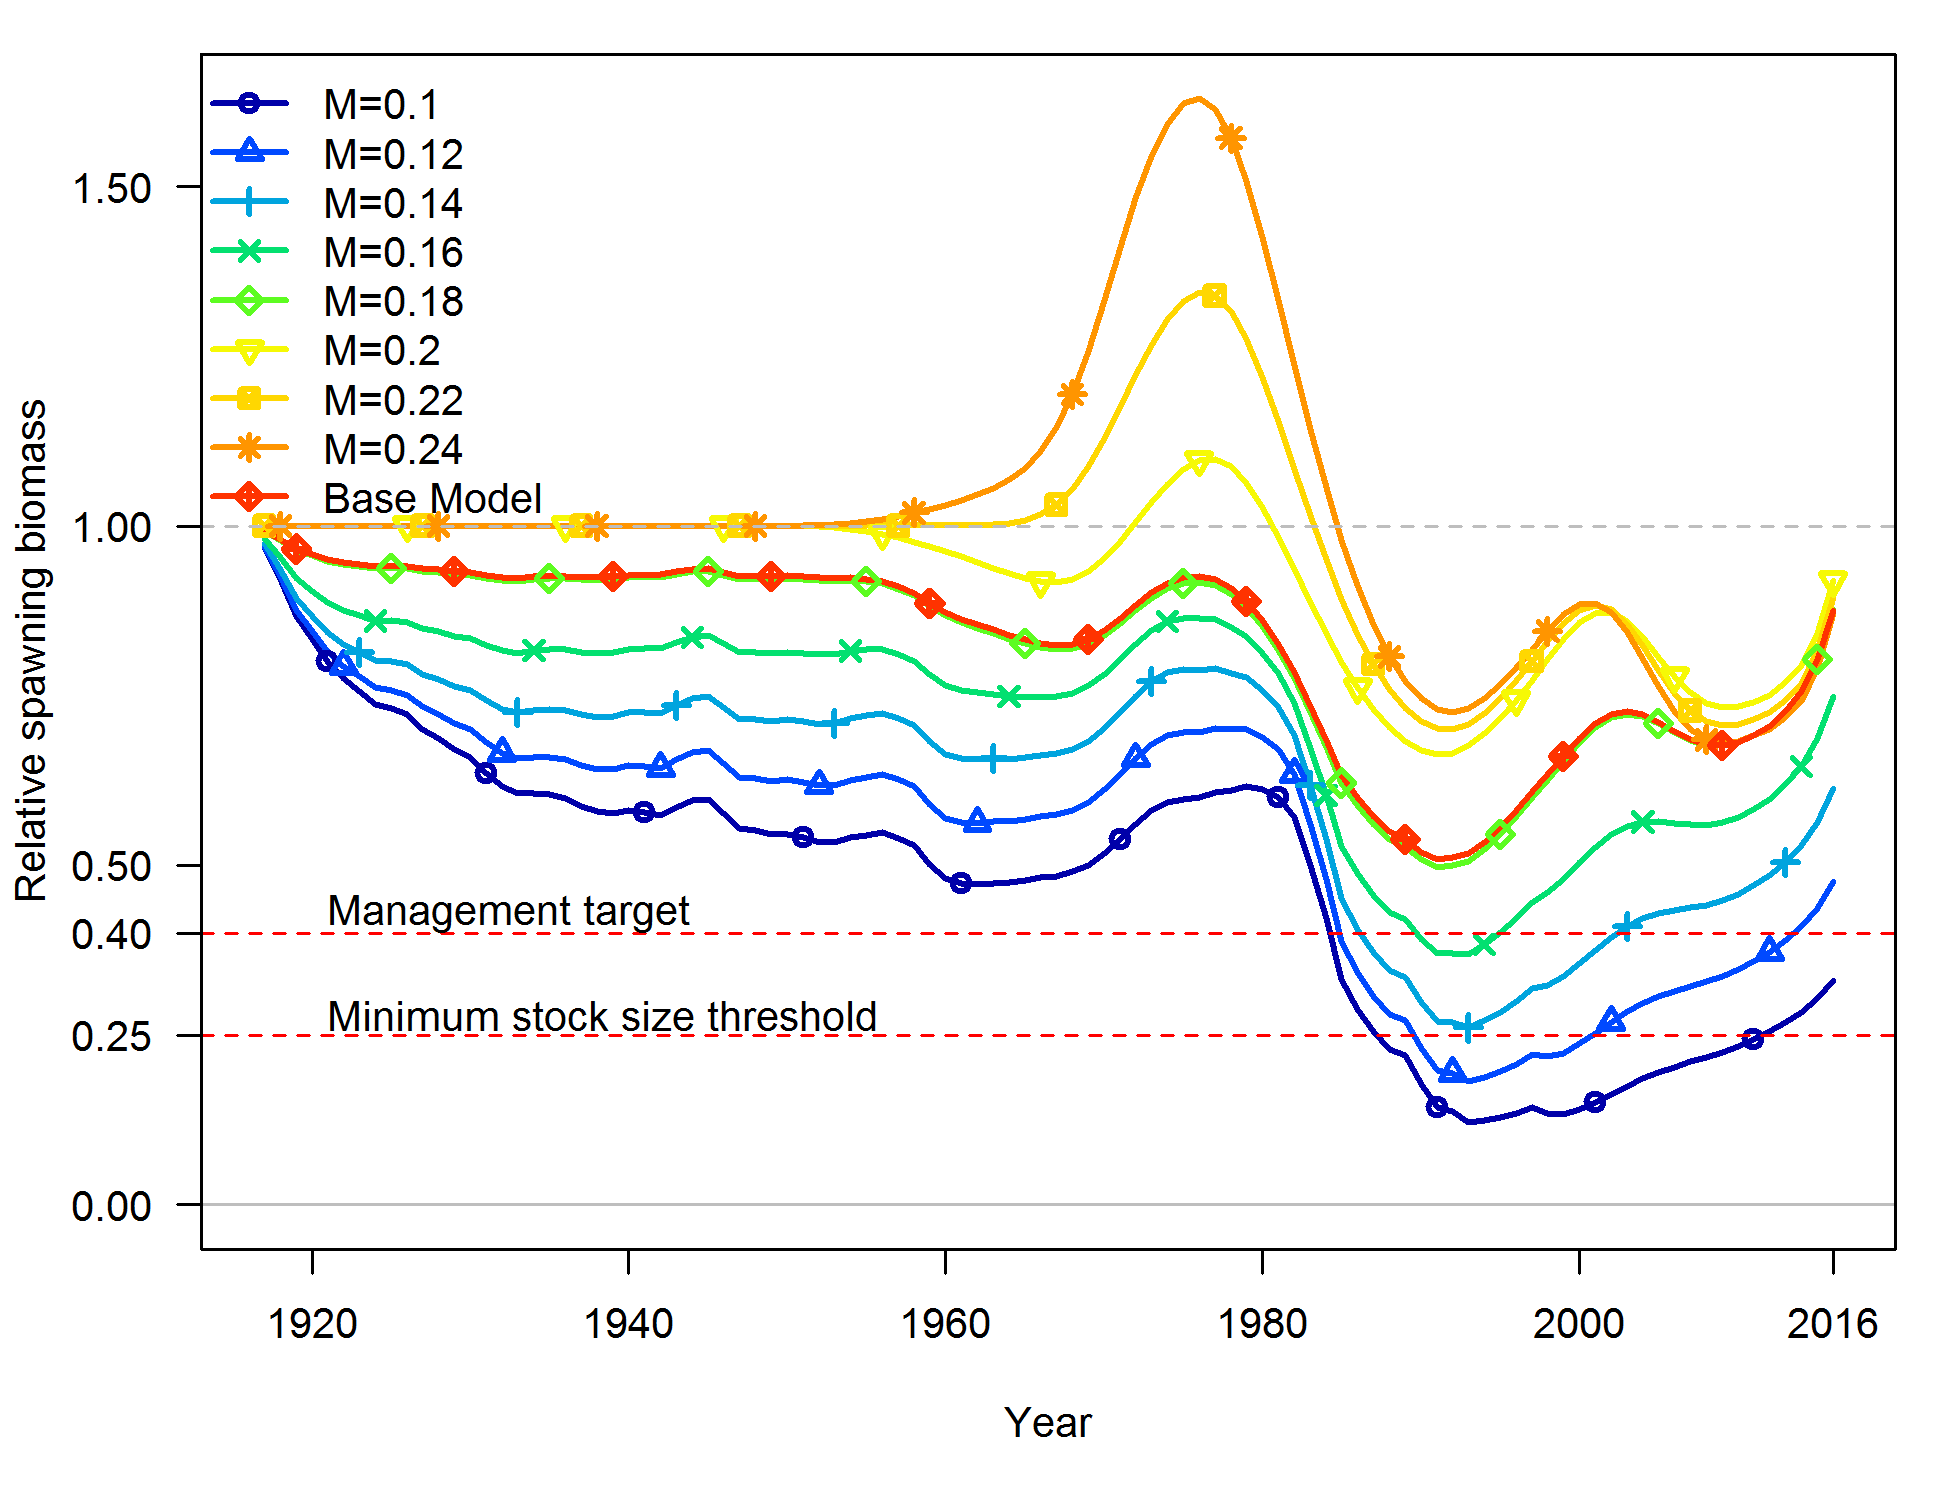 M=0.1
M=0.12
M=0.14
M=0.16
M=0.18
M=0.2
M=0.22
M=0.24
Base Model
Relative spawning biomass
1.50
1.00
0.50
0.40
0.25
0.00
Management target
Minimum stock size threshold
1920 1940 1960 1980 2000 2016
Year